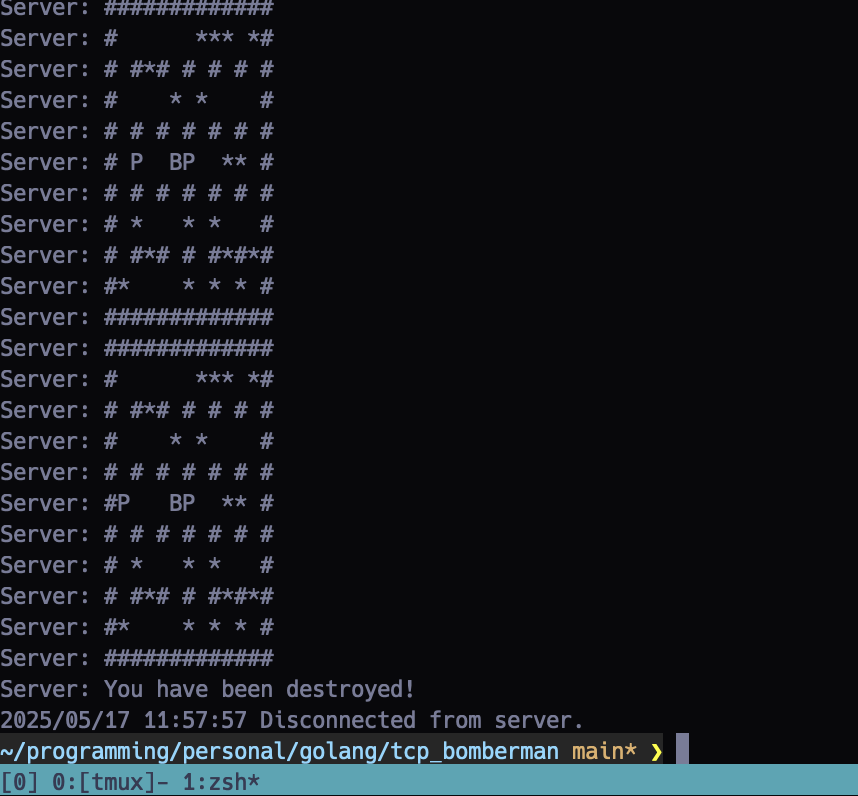 Server: #############
Server: #      *** *#
Server: # #*# # # # #
Server: #    * *    #
Server: # # # # # # #
Server: # P  BP  ** #
Server: # # # # # # #
Server: # *   * *   #
Server: # #*# # #*#*#
Server: #*    * * * #
Server: #############
Server: #############
Server: #      *** *#
Server: # #*# # # # #
Server: #    * *    #
Server: # # # # # # #
Server: #P   BP  ** #
Server: # # # # # # #
Server: # *   * *   #
Server: # #*# # #*#*#
Server: #*    * * * #
Server: #############
Server: You have been destroyed!
2025/05/17 11:57:57 Disconnected from server.
~/programming/personal/golang/tcp_bomberman main* ❯
[0] 0:[tmux]- 1:zsh*